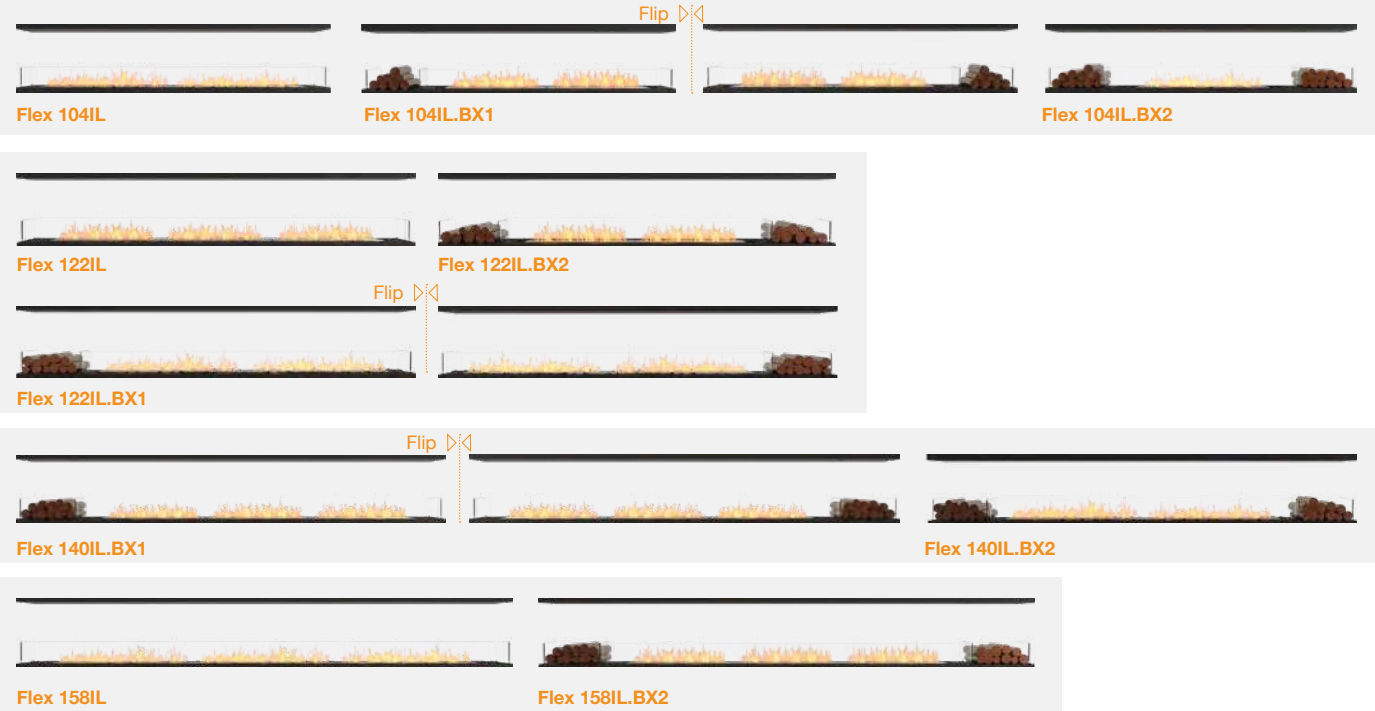 Flip
Flex 104IL
Flex 104IL.BX1
Flex 104IL.BX2
Flex 122IL
Flex 122IL.BX2
Flip
Flex 122IL.BX1
Flip
Flex 140IL.BX1
Flex 140IL.BX2
Flex 158IL
Flex 158IL.BX2